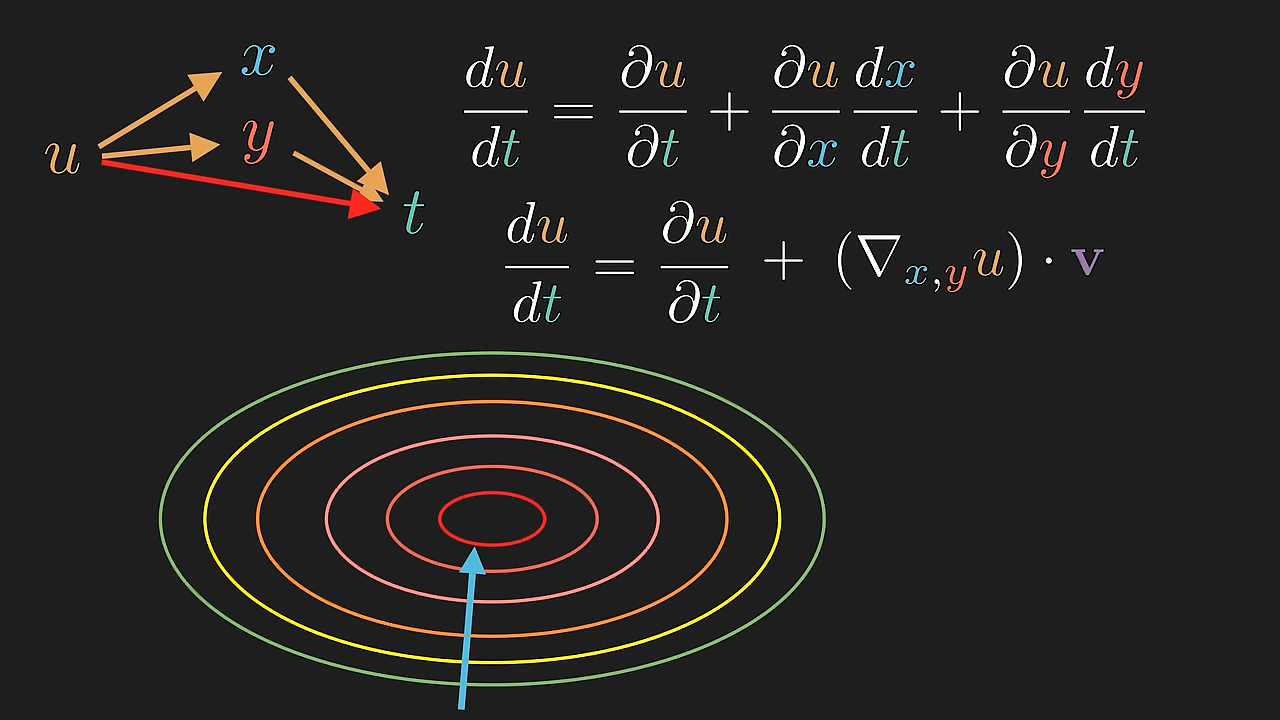 x
y
u
t
du/dt = ∂u/∂t + ∂u/∂x dx/dt + ∂u/∂y dy/dt
du/dt = ∂u/∂t + (∇x,y u) · v